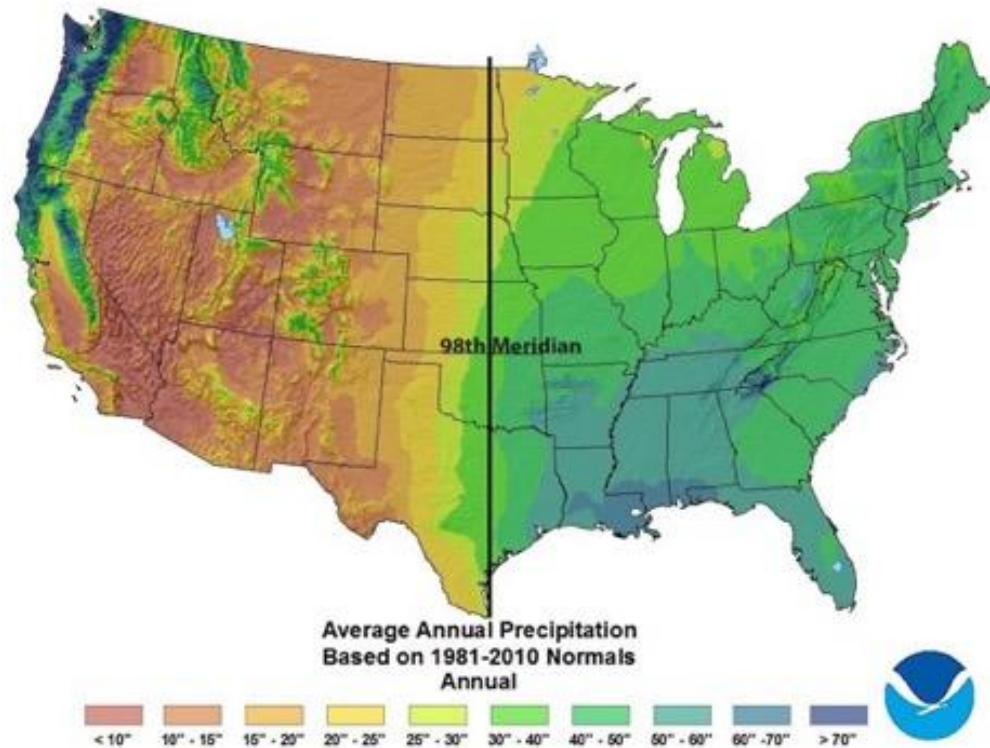 98th Meridian
Average Annual Precipitation
Based on 1981-2010 Normals
Annual
< 10" 10" - 15" 15" - 20" 20" - 25" 25" - 30" 30" - 40" 40" - 50" 50" - 60" 60" -70" > 70"